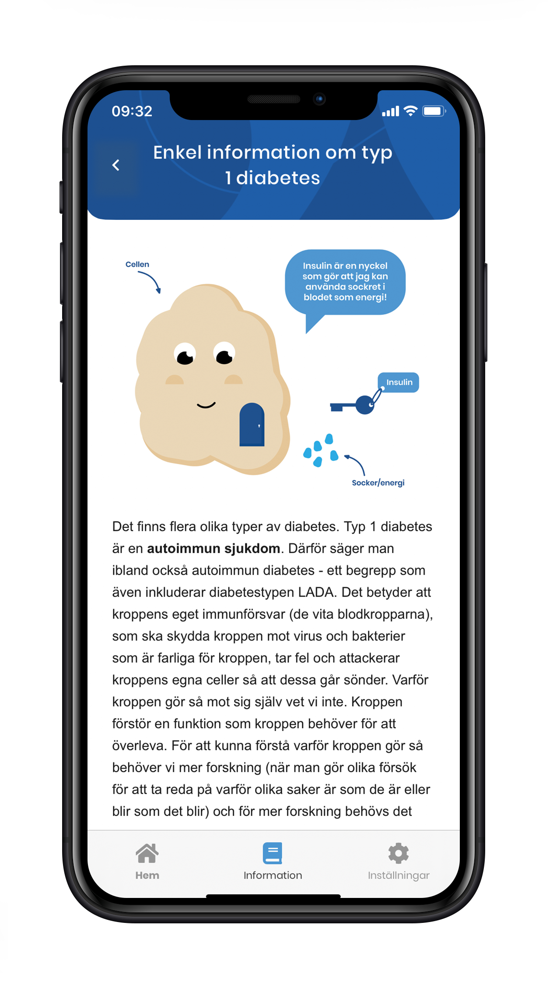 09:32
Enkel information om typ
1 diabetes
Cellen
Insulin är en nyckel
som gör att jag kan
använda sockret i
blodet som energi!
Insulin
Socker/energi
Det finns flera olika typer av diabetes. Typ 1 diabetes
är en autoimmun sjukdom. Därför säger man
ibland också autoimmun diabetes - ett begrepp som
även inkluderar diabetestypen LADA. Det betyder att
kroppens eget immunförsvar (de vita blodkropparna),
som ska skydda kroppen mot virus och bakterier
som är farliga för kroppen, tar fel och attackerar
kroppens egna celler så att dessa går sönder. Varför
kroppen gör så mot sig själv vet vi inte. Kroppen
förstör en funktion som kroppen behöver för att
överleva. För att kunna förstå varför kroppen gör så
behöver vi mer forskning (när man gör olika försök
för att ta reda på varför olika saker är som de är eller
blir som det blir) och för mer forskning behövs det
Hem
Information
Inställningar